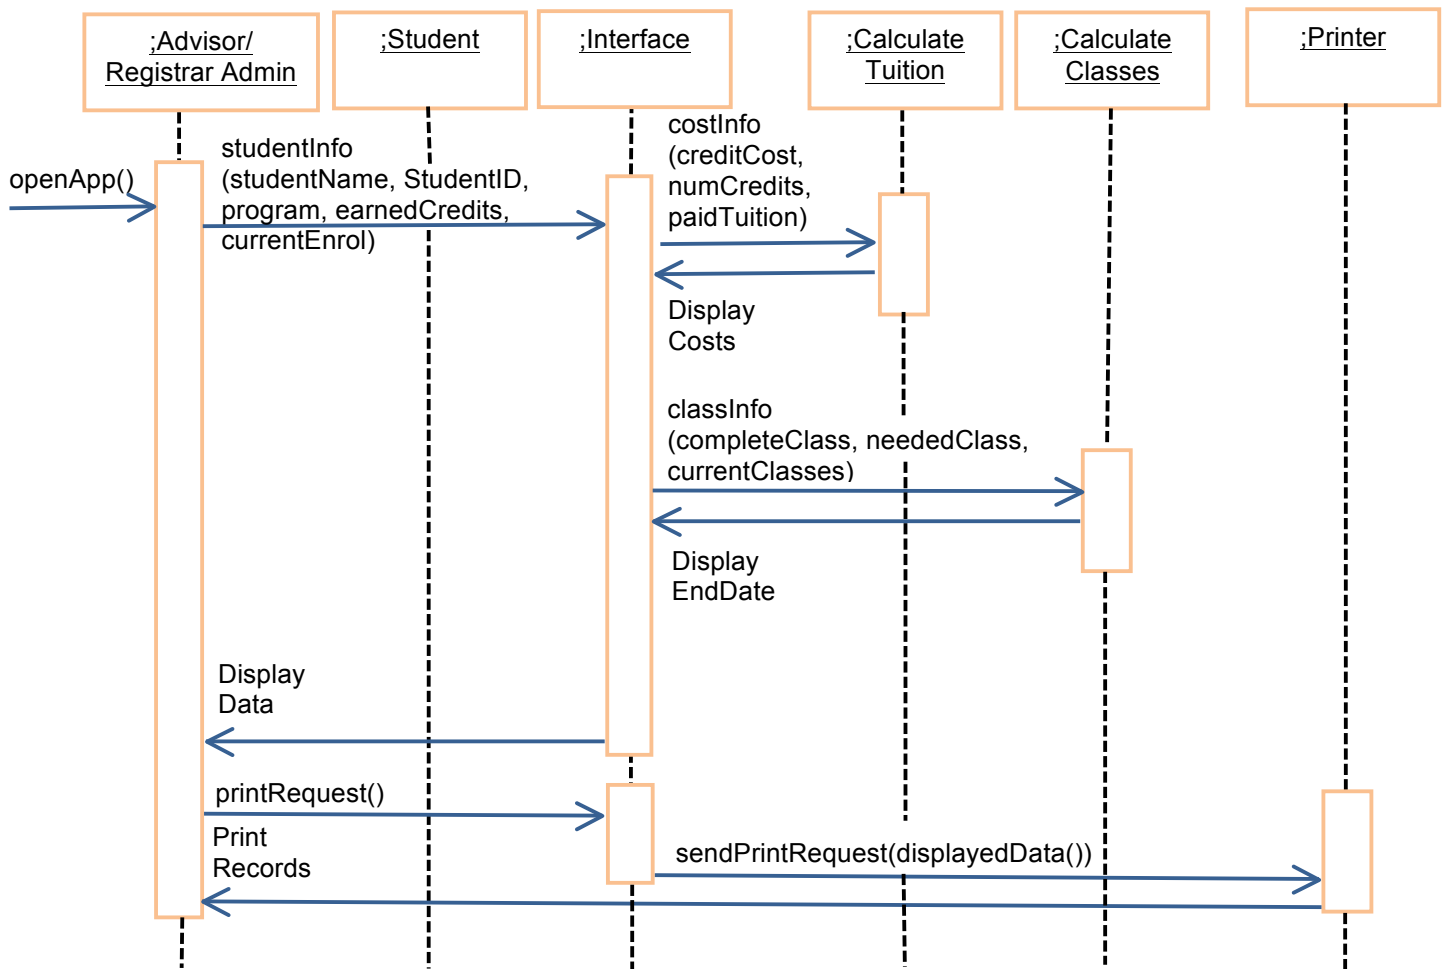 ;Advisor/
Registrar Admin
;Student
;Interface
;Calculate
Tuition
;Calculate
Classes
;Printer
openApp()
studentInfo
(studentName, StudentID,
program, earnedCredits,
currentEnrol)
costInfo
(creditCost,
numCredits,
paidTuition)
Display
Costs
classInfo
(completeClass, neededClass,
currentClasses)
Display
EndDate
Display
Data
printRequest()
Print
Records
sendPrintRequest(displayedData())